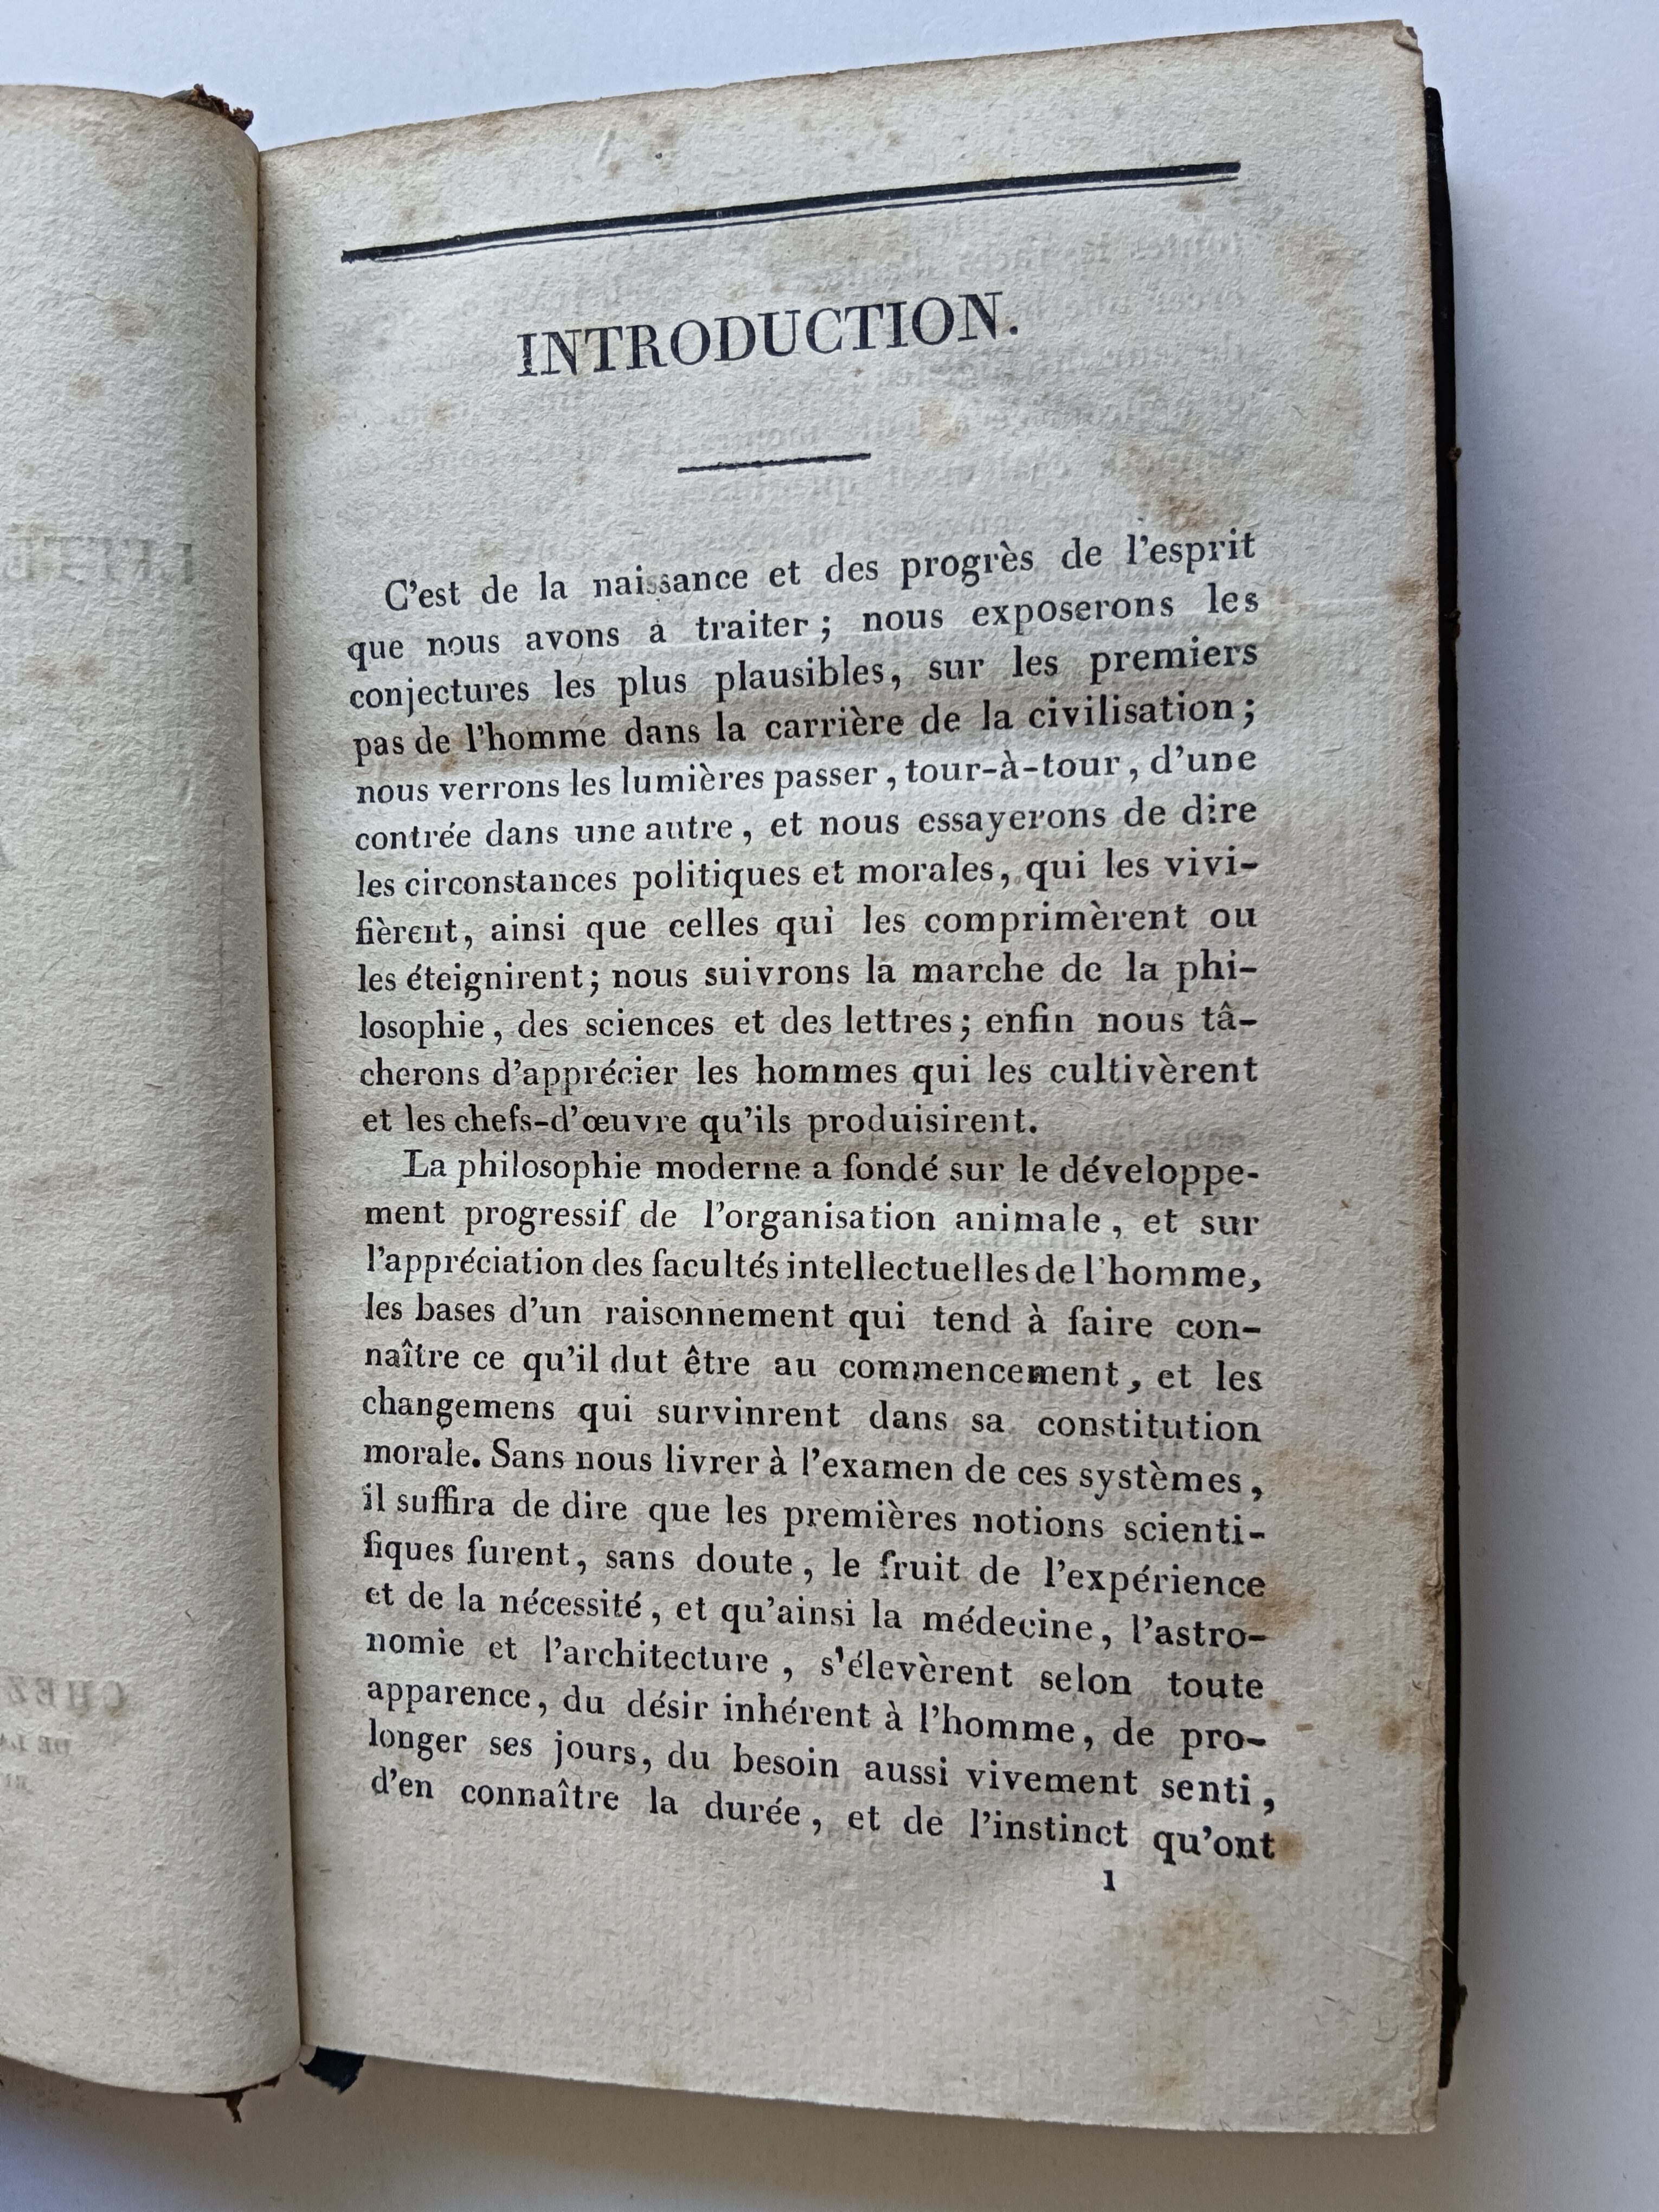 INTRODUCTION.
C'est de la naissance et des progrès de l'esprit
que nous avons à traiter ; nous exposerons les
conjectures les plus plausibles, sur les premiers
pas de l'homme dans la carrière de la civilisation ;
nous verrons les lumières passer , tour-à-tour , d'une
contrée dans une autre , et nous essayerons de dire
les circonstances politiques et morales, qui les vivi-
fièrent, ainsi que celles qui les comprimèrent ou
les éteignirent; nous suivrons la marche de la phi-
losophie , des sciences et des lettres ; enfin nous tâ-
cherons d'apprécier les hommes qui les cultivèrent
et les chefs-d'œuvre qu'ils produisirent.
La philosophie moderne a fondé sur le développe-
ment progressif de l'organisation animale , et sur
l'appréciation des facultés intellectuelles de l'homme,
les bases d'un raisonnement qui tend à faire con-
naître ce qu'il dut être au commencement , et les
changemens qui survinrent dans sa constitution
morale. Sans nous livrer à l'examen de ces systèmes ,
il suffira de dire que les premières notions scienti-
fiques furent, sans doute , le fruit de l'expérience
et de la nécessité , et qu'ainsi la médecine, l'astro-
nomie et l'architecture , s'élevèrent selon toute
apparence, du désir inhérent à l'homme, de pro-
longer ses jours, du besoin aussi vivement senti ,
d'en connaître la durée , et de l'instinct qu'ont
1
CHEZ
DE LA